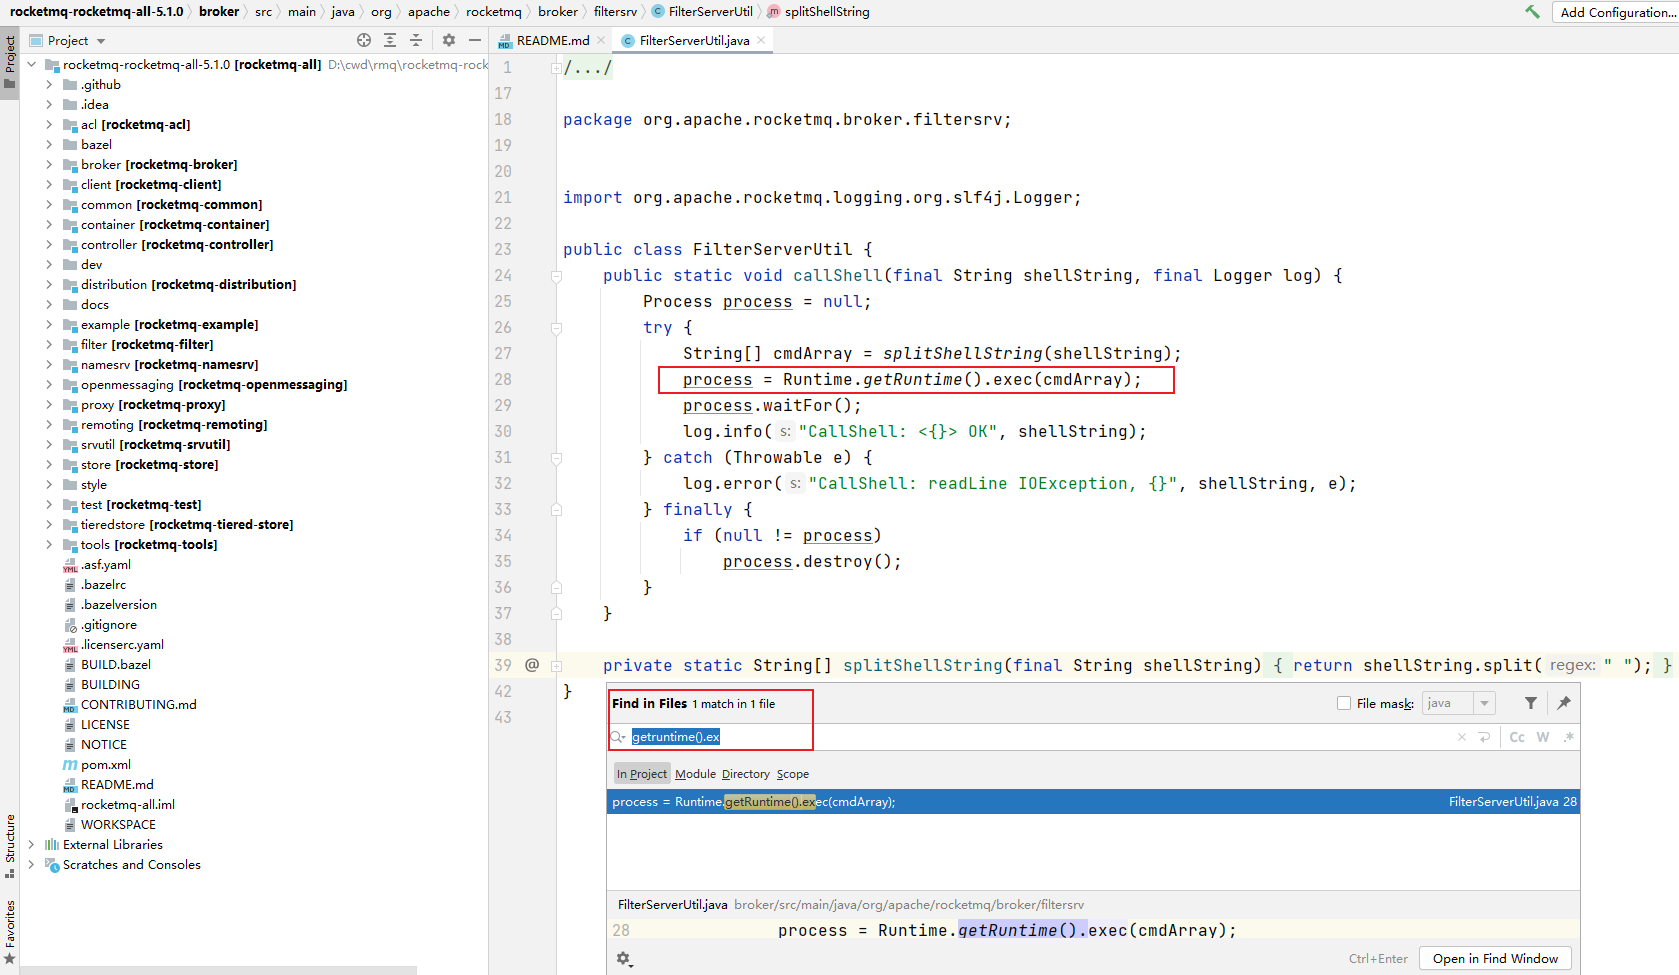 rocketmq-rocketmq-all-5.1.0 broker src main java org apache rocketmq broker filtersrv FilterServerUtil splitShellString Add Configuration...
Project
Project
rocketmq-rocketmq-all-5.1.0 [rocketmq-all] D:\cwd\rmq\rocketmq-rock
.github
.idea
acl [rocketmq-acl]
bazel
broker [rocketmq-broker]
client [rocketmq-client]
common [rocketmq-common]
container [rocketmq-container]
controller [rocketmq-controller]
dev
distribution [rocketmq-distribution]
docs
example [rocketmq-example]
filter [rocketmq-filter]
namesrv [rocketmq-namesrv]
openmessaging [rocketmq-openmessaging]
proxy [rocketmq-proxy]
remoting [rocketmq-remoting]
srvutil [rocketmq-srvutil]
store [rocketmq-store]
style
test [rocketmq-test]
tieredstore [rocketmq-tiered-store]
tools [rocketmq-tools]
.asf.yaml
.bazelrc
.bazelversion
.gitignore
.licenserc.yaml
BUILD.bazel
BUILDING
CONTRIBUTING.md
LICENSE
NOTICE
pom.xml
README.md
rocketmq-all.iml
WORKSPACE
External Libraries
Scratches and Consoles
Structure
Favorites
README.md FilterServerUtil.java
1 /.../
17
18 package org.apache.rocketmq.broker.filtersrv;
19
20
21 import org.apache.rocketmq.logging.org.slf4j.Logger;
22
23 public class FilterServerUtil {
24 public static void callShell(final String shellString, final Logger log) {
25 Process process = null;
26 try {
27 String[] cmdArray = splitShellString(shellString);
28 process = Runtime.getRuntime().exec(cmdArray);
29 process.waitFor();
30 log.info( s: "CallShell: <{}> OK", shellString);
31 } catch (Throwable e) {
32 log.error( s: "CallShell: readLine IOException, {}", shellString, e);
33 } finally {
34 if (null != process)
35 process.destroy();
36 }
37 }
38
39 @ private static String[] splitShellString(final String shellString) { return shellString.split( regex: " "); }
42 }
43
Find in Files 1 match in 1 file File mask: java
getruntime().ex Cc W .*
In Project Module Directory Scope
process = Runtime.getRuntime().exec(cmdArray); FilterServerUtil.java 28
FilterServerUtil.java broker/src/main/java/org/apache/rocketmq/broker/filtersrv
28 process = Runtime.getRuntime().exec(cmdArray);
Ctrl+Enter Open in Find Window